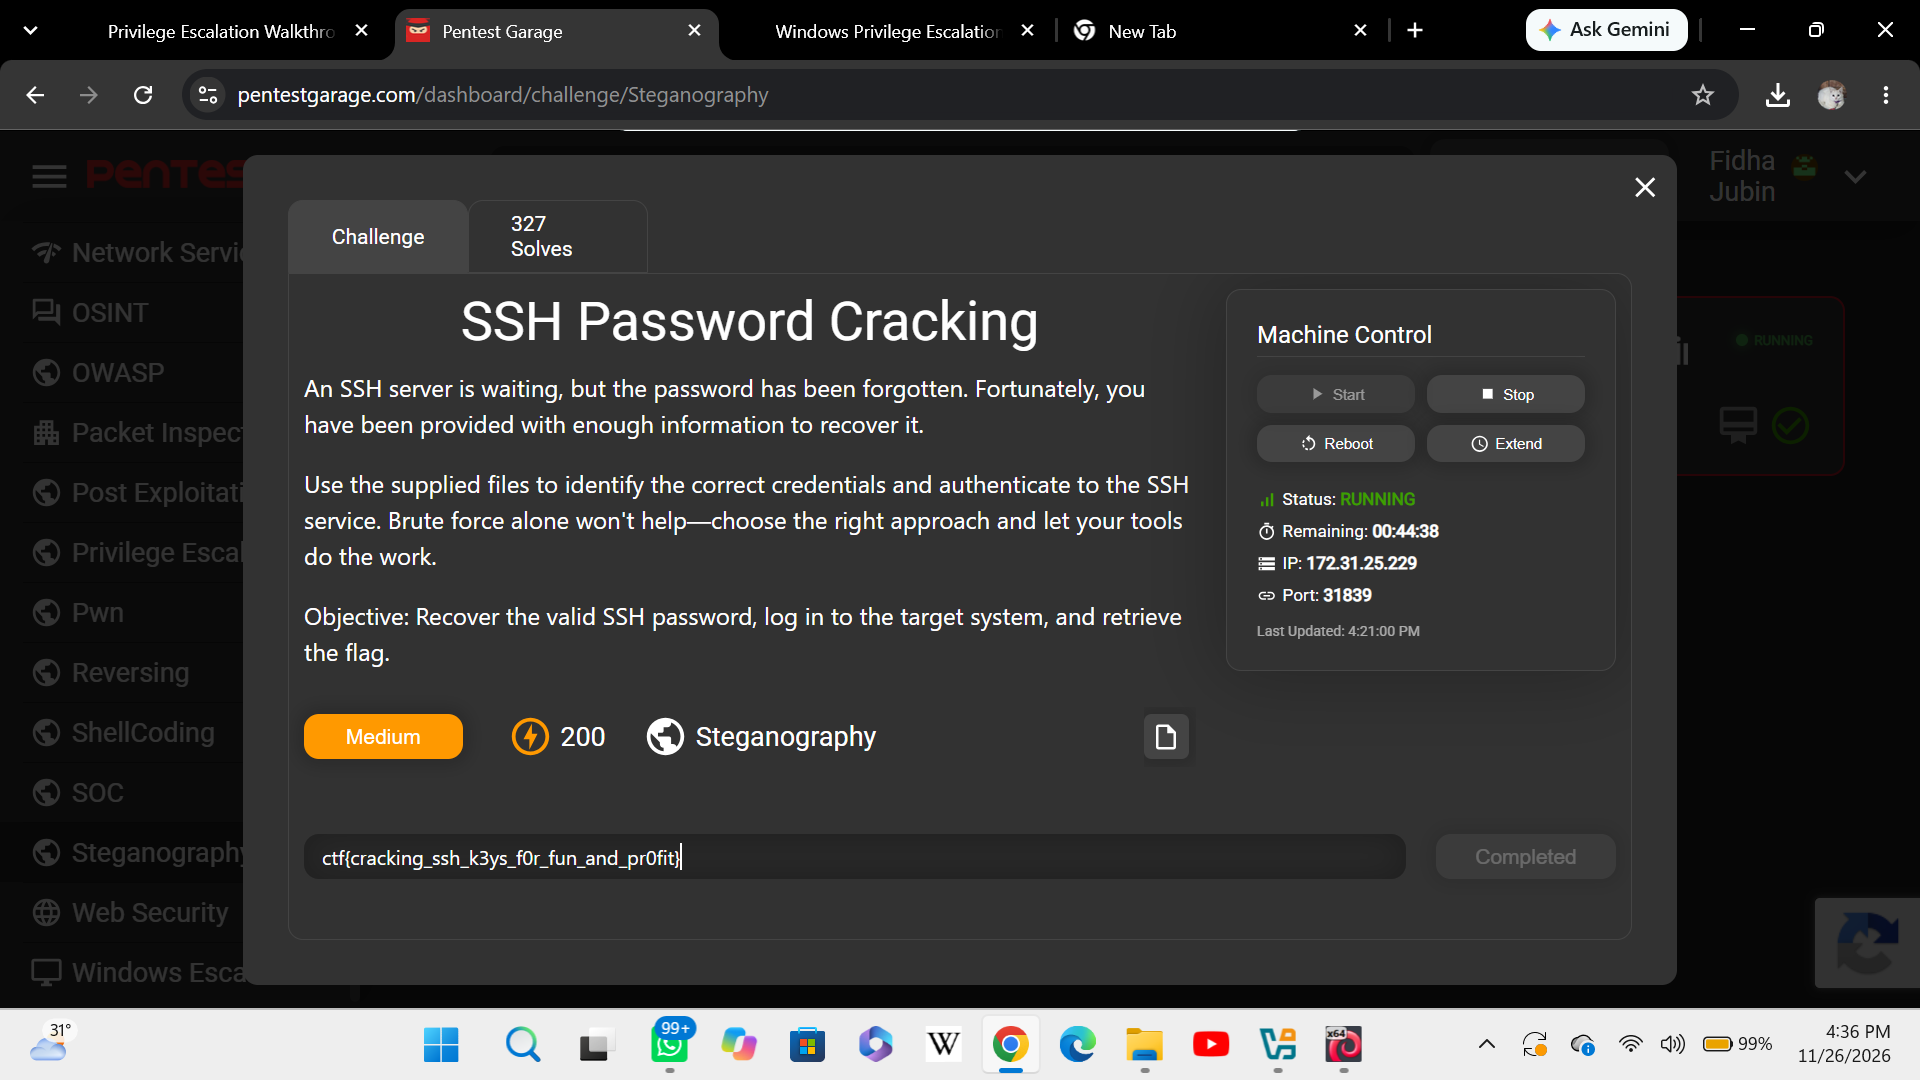 Privilege Escalation Walkthro
Pentest Garage
Windows Privilege Escalation
New Tab
Ask Gemini
pentestgarage.com/dashboard/challenge/Steganography
PenTes
Fidha
Jubin
Challenge
327
Solves
Network Servi
OSINT
OWASP
Packet Inspect
Post Exploitati
Privilege Escal
Pwn
Reversing
ShellCoding
SOC
Steganography
Web Security
Windows Esca
SSH Password Cracking
An SSH server is waiting, but the password has been forgotten. Fortunately, you
have been provided with enough information to recover it.
Use the supplied files to identify the correct credentials and authenticate to the SSH
service. Brute force alone won't help—choose the right approach and let your tools
do the work.
Objective: Recover the valid SSH password, log in to the target system, and retrieve
the flag.
Medium
200
Steganography
ctf{cracking_ssh_k3ys_f0r_fun_and_pr0fit}
Completed
Machine Control
Start
Stop
Reboot
Extend
Status: RUNNING
Remaining: 00:44:38
IP: 172.31.25.229
Port: 31839
Last Updated: 4:21:00 PM
RUNNING
31°
99+
W
x64
99%
4:36 PM
11/26/2026